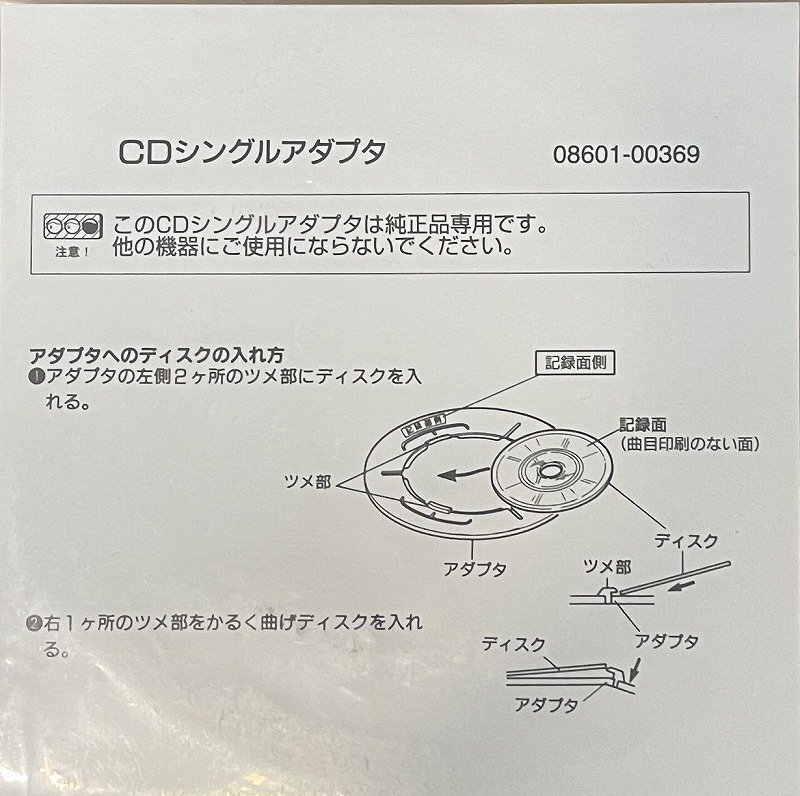 CDシングルアダプタ
08601-00369
このCDシングルアダプタは純正品専用です。
注意！
他の機器にご使用にならないでください。
アダプタへのディスクの入れ方
❶アダプタの左側2ヶ所のツメ部にディスクを入
れる。
記録面側
記録面側
記録面
(曲目印刷のない面)
ツメ部
アダプタ
ディスク
ツメ部
アダプタ
❷右1ヶ所のツメ部をかるく曲げディスクを入れ
る。
ディスク
アダプタ